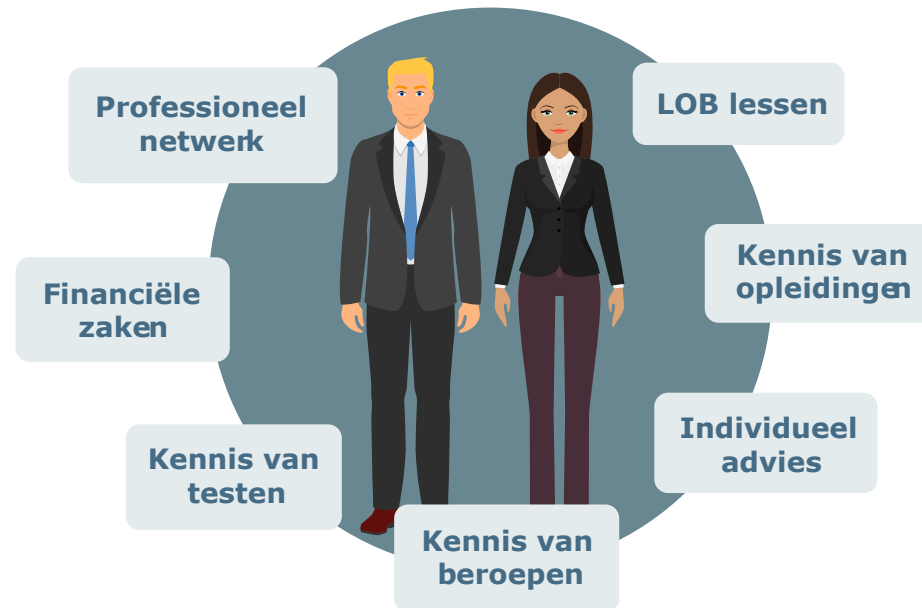 Professioneel
netwerk
LOB lessen
Kennis van
opleidingen
Financiële
zaken
Individueel
advies
Kennis van
testen
Kennis van
beroepen